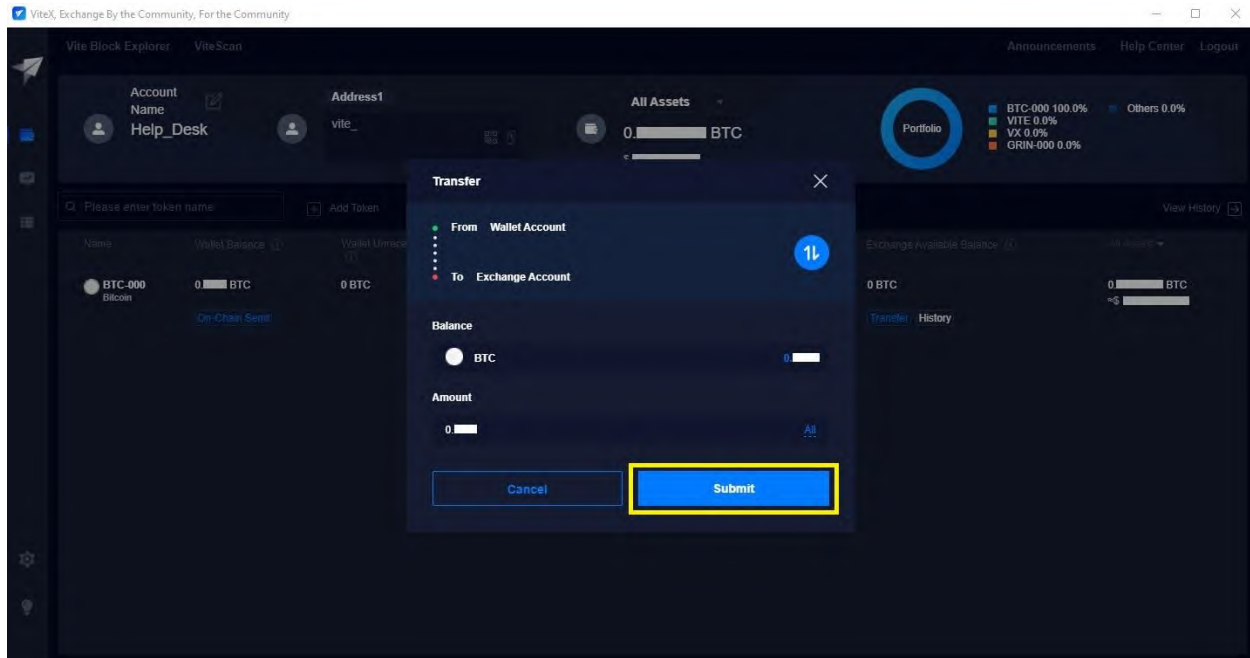 ViteX, Exchange By the Community, For the Community
Vite Block Explorer ViteScan Announcements Help Center Logout
Account
Name
Help_Desk
Address1
vite_
All Assets
0. BTC
Portfolio
BTC-000 100.0% Others 0.0%
VITE 0.0%
VX 0.0%
GRIN-000 0.0%
Please enter token name Add Token View History
Name Wallet Balance Wallet Exchange Available Balance
BTC-000 0. BTC 0 BTC 0 BTC 0. BTC
Bitcoin ≈$
On-Chain Send Transfer History
Transfer
From Wallet Account
To Exchange Account
Balance
BTC 0.
Amount
0. All
Cancel Submit